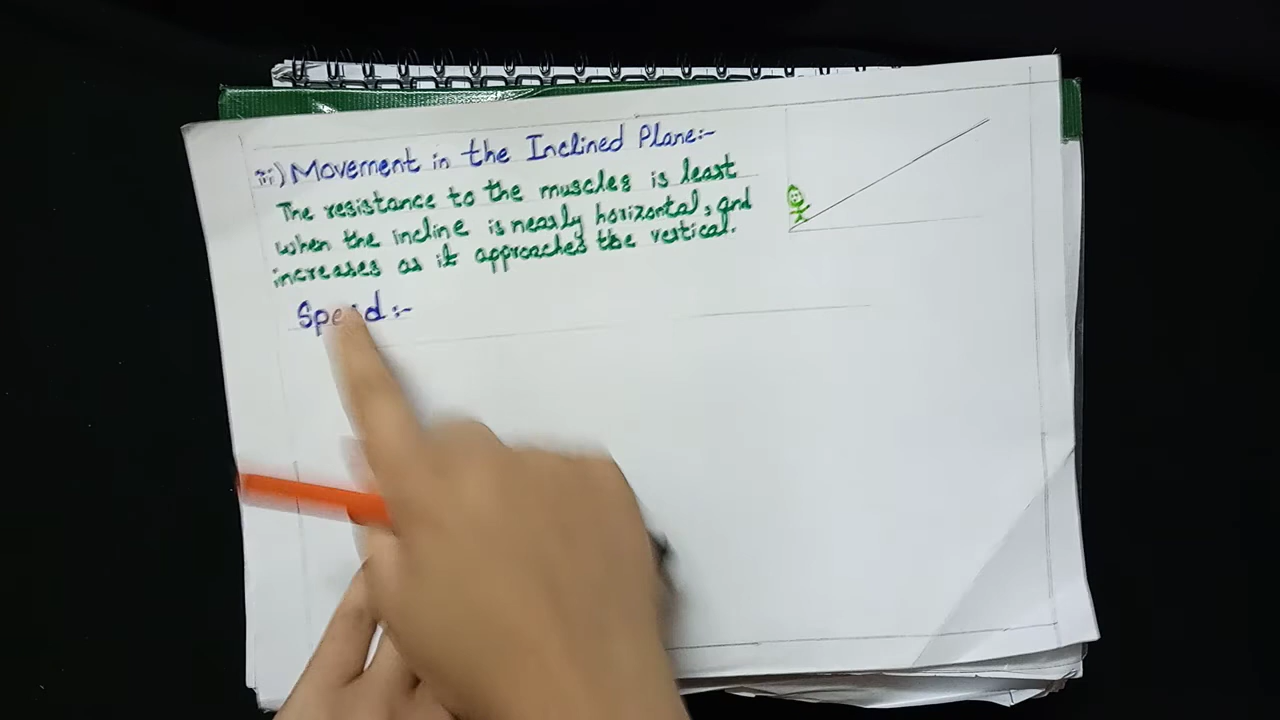 iii) Movement in the Inclined Plane:-
The resistance to the muscles is least
when the incline is nearly horizontal, and
increases as it approaches the vertical.
Speed:-